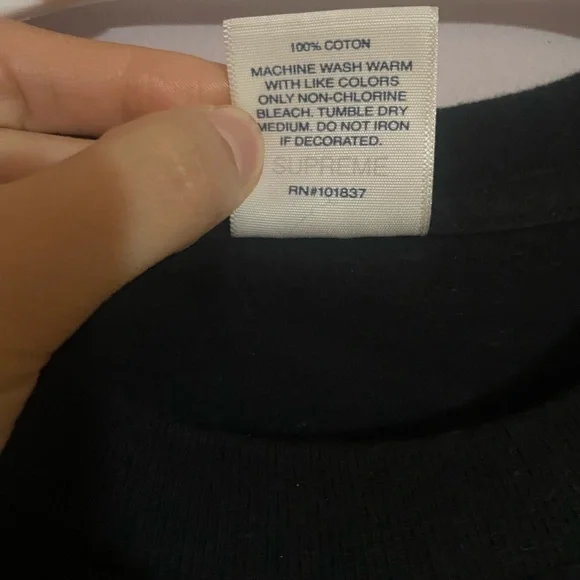 100% COTON
MACHINE WASH WARM
WITH LIKE COLORS
ONLY NON-CHLORINE
BLEACH. TUMBLE DRY
MEDIUM. DO NOT IRON
IF DECORATED.
SUPREME
RN#101837